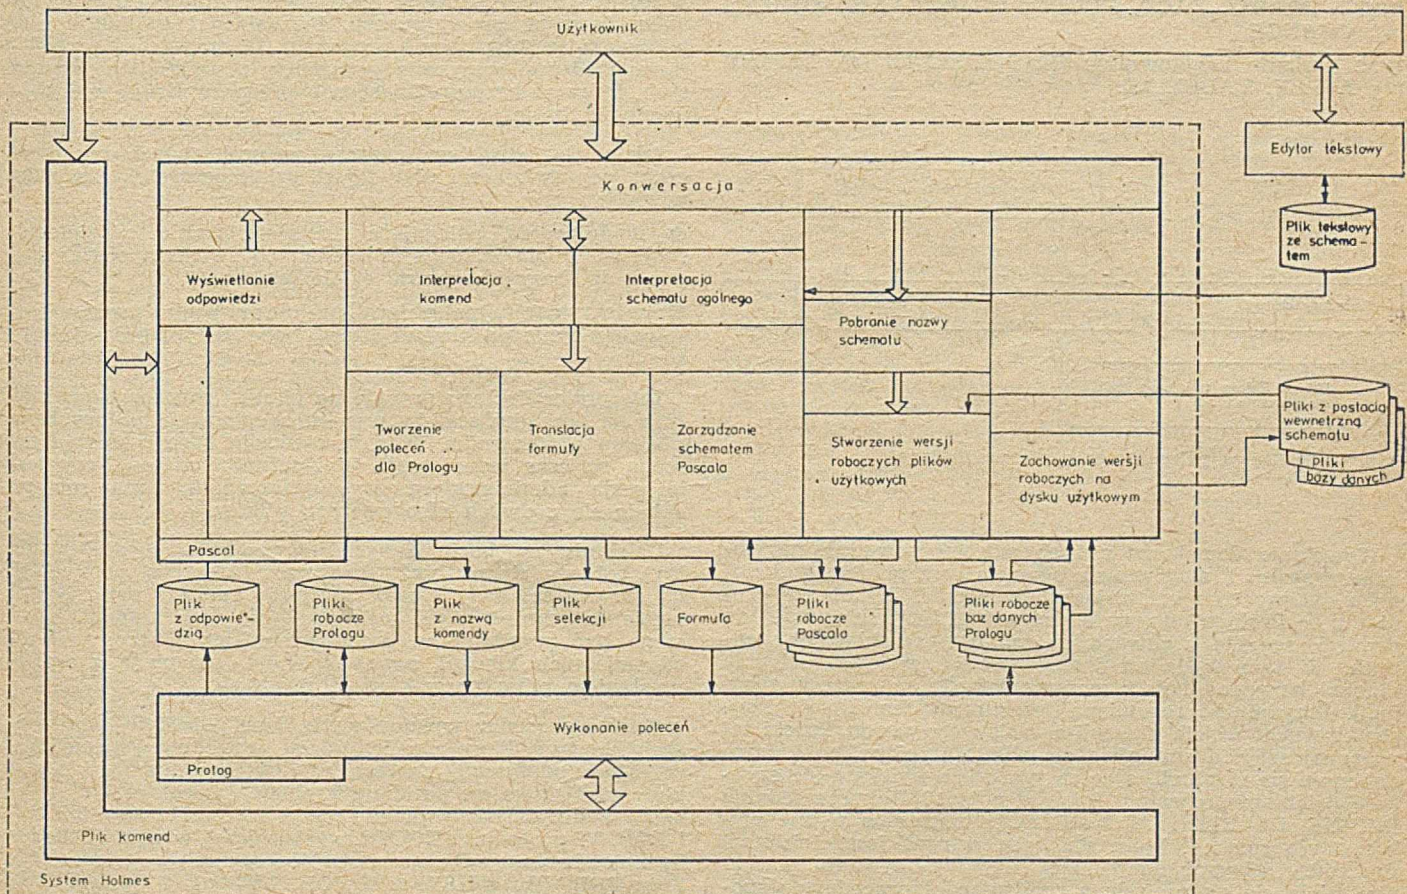 Użytkownik
Edytor tekstowy
Konwersacja
Plik tekstowy
ze schema-
tem
Wyświetlanie
odpowiedzi
Interpretacja
komend
Interpretacja
schematu ogólnego
Pobranie nazwy
schematu
Tworzenie
poleceń
dla Prologu
Translacja
formuły
Zarządzanie
schematem
Pascala
Stworzenie wersji
roboczych plików
użytkowych
Zachowanie wersji
roboczych na
dysku użytkowym
Pliki z postacią
wewnetrzną
schematu
i pliki
bazy danych
Pascal
Plik
z odpowie-
dzią
Pliki
robocze
Prologu
Plik
z nazwą
komendy
Plik
selekcji
Formuła
Pliki
robocze
Pascala
Pliki robocze
baz danych
Prologu
Wykonanie poleceń
Prolog
Plik komend
System Holmes